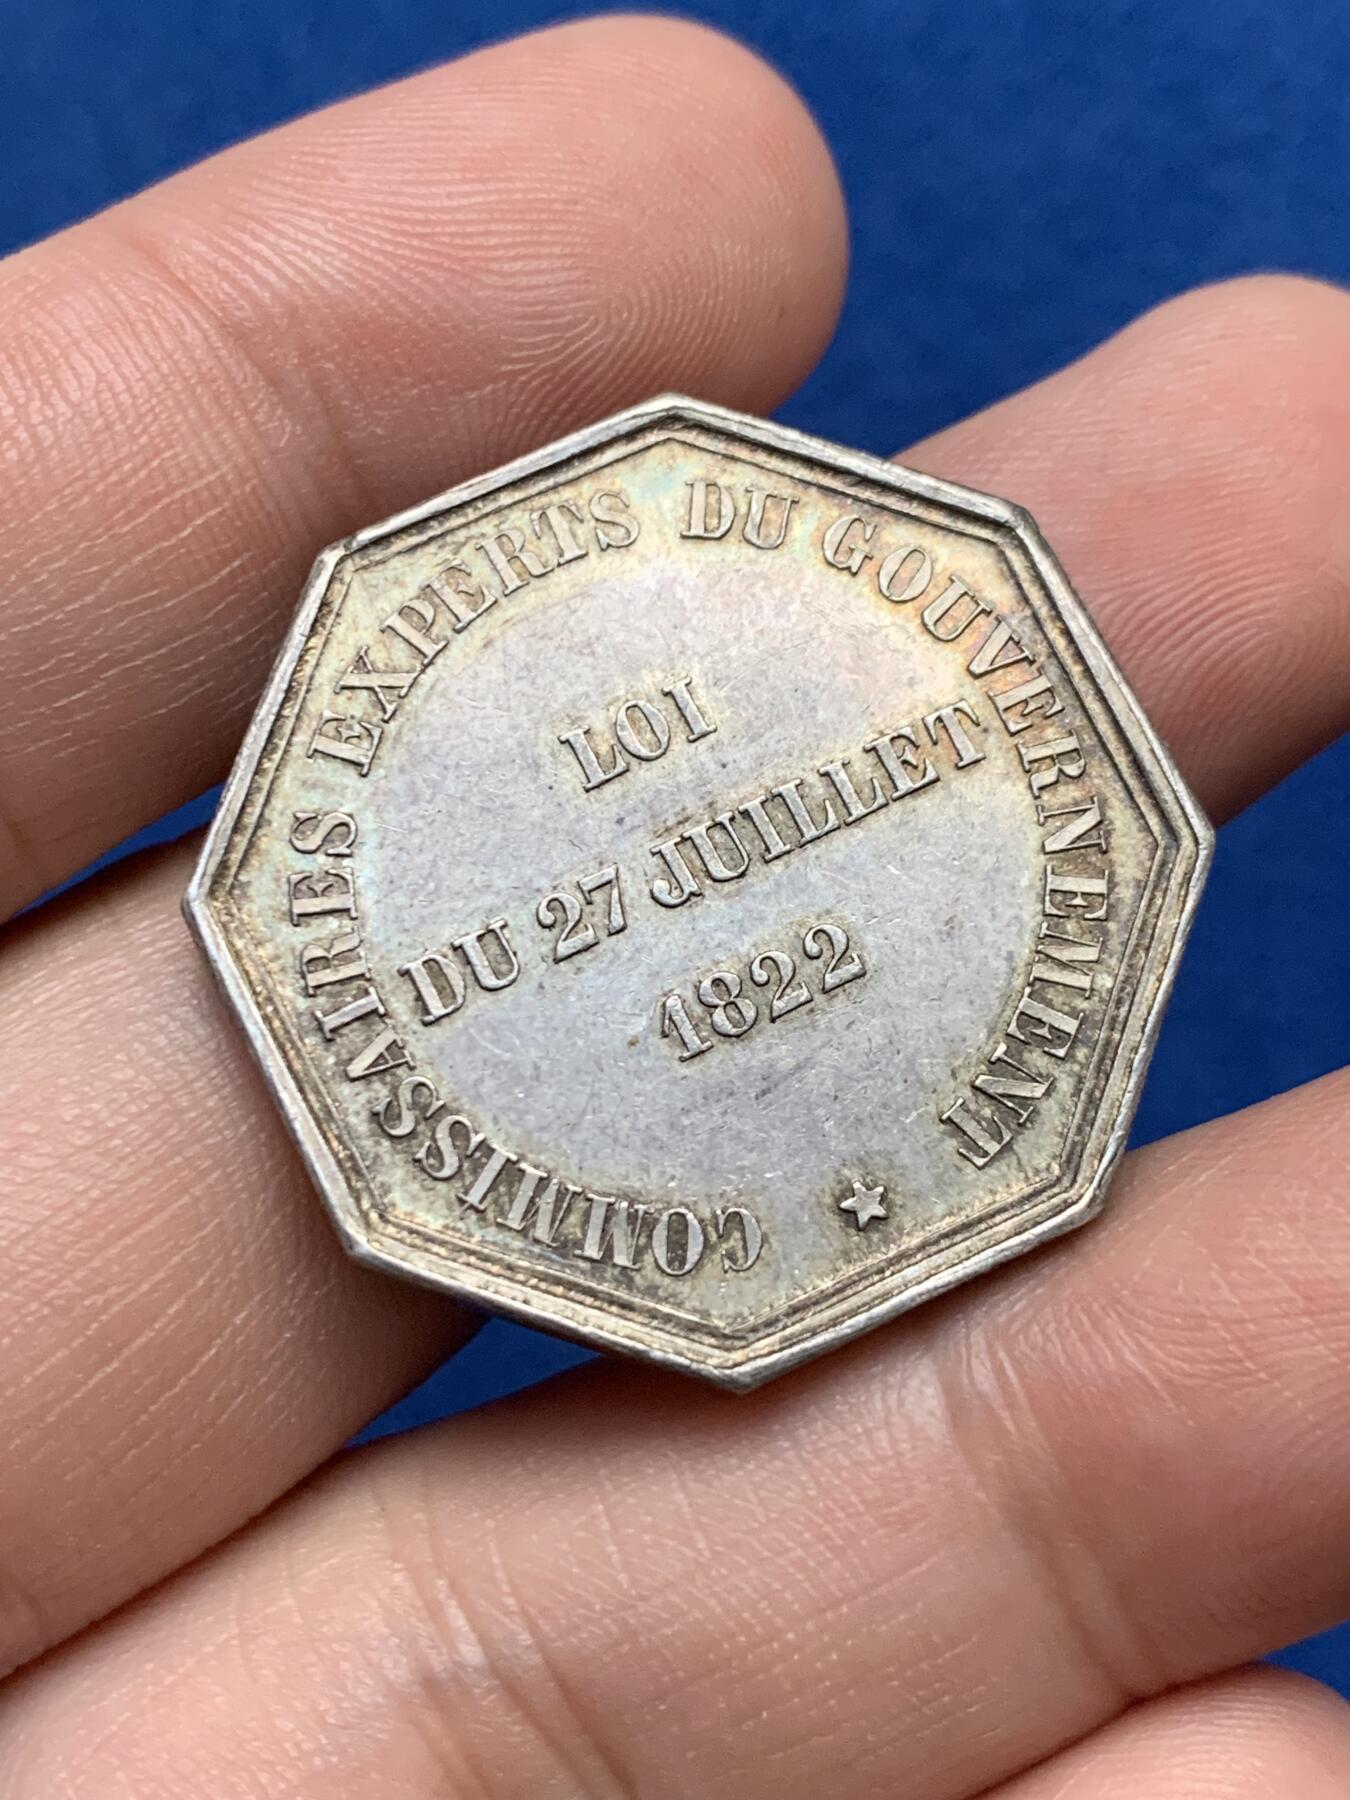 COMMISSAIRES EXPERTS DU GOUVERNEMENT
LOI
DU 27 JUILLET
1822